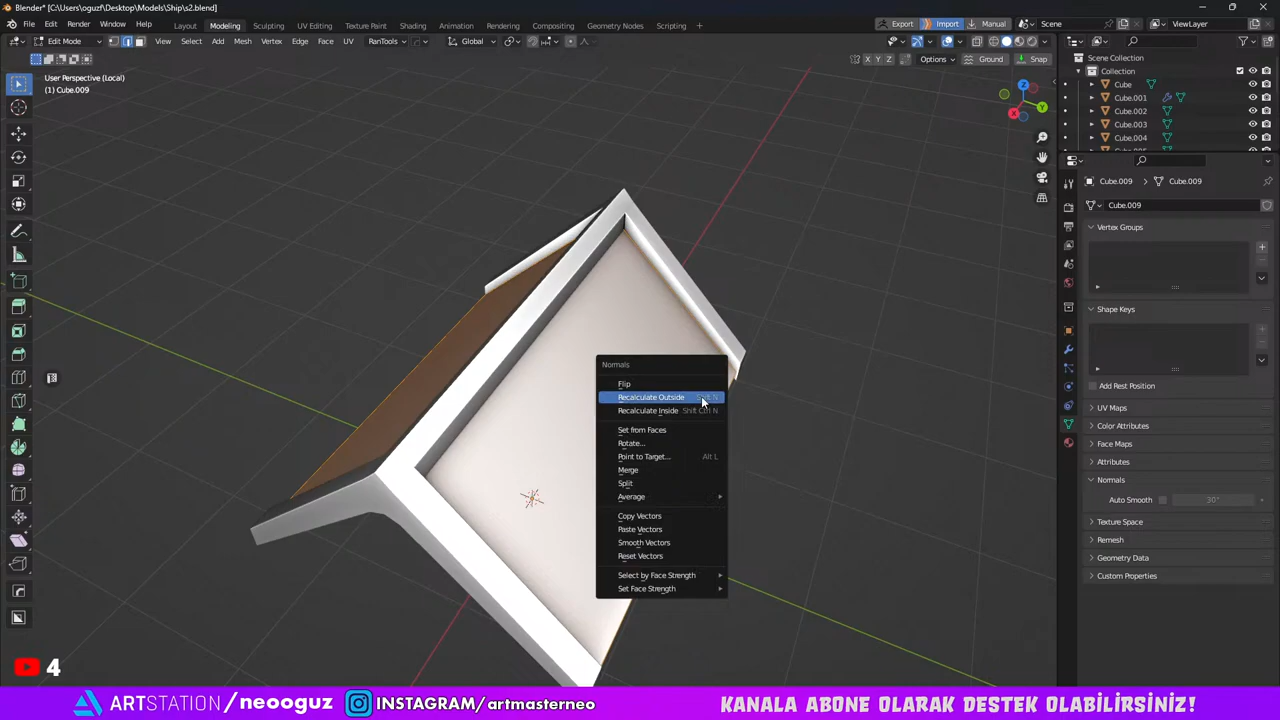 Blender* [C:\Users\oguzf\Desktop\Models\Ship\s2.blend]
File Edit Render Window Help Layout Modeling Sculpting UV Editing Texture Paint Shading Animation Rendering Compositing Geometry Nodes Scripting + Export Import Manual Scene ViewLayer
Edit Mode View Select Add Mesh Vertex Edge Face UV RanTools Global
X Y Z Options Ground Snap
User Perspective (Local)
(1) Cube.009
Z
Y
X
Scene Collection
Collection
Cube
Cube.001
Cube.002
Cube.003
Cube.004
Cube.009 > Cube.009
Cube.009
Vertex Groups
Shape Keys
Add Rest Position
UV Maps
Color Attributes
Face Maps
Attributes
Normals
Auto Smooth 30°
Texture Space
Remesh
Geometry Data
Custom Properties
Normals
Flip
Recalculate Outside Shift N
Recalculate Inside Shift Ctrl N
Set from Faces
Rotate...
Point to Target... Alt L
Merge
Split
Average
Copy Vectors
Paste Vectors
Smooth Vectors
Reset Vectors
Select by Face Strength
Set Face Strength
4
ARTSTATION/neooguz INSTAGRAM/artmasterneo KANALA ABONE OLARAK DESTEK OLABİLİRSİNİZ!